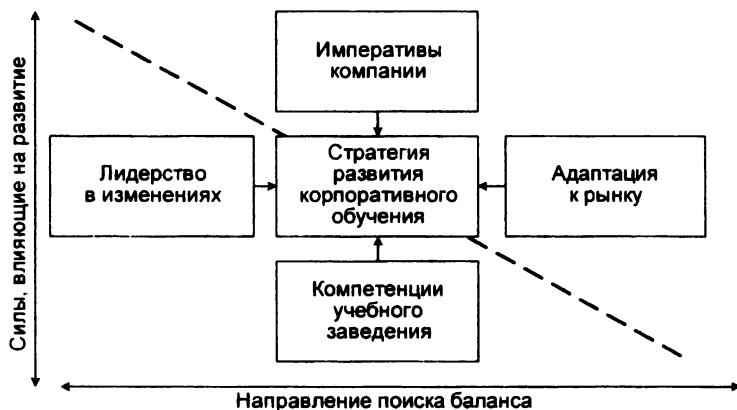 Силы, влияющие на развитие
Императивы
компании
Лидерство
в изменениях
Стратегия
развития
корпоративного
обучения
Адаптация
к рынку
Компетенции
учебного
заведения
Направление поиска баланса